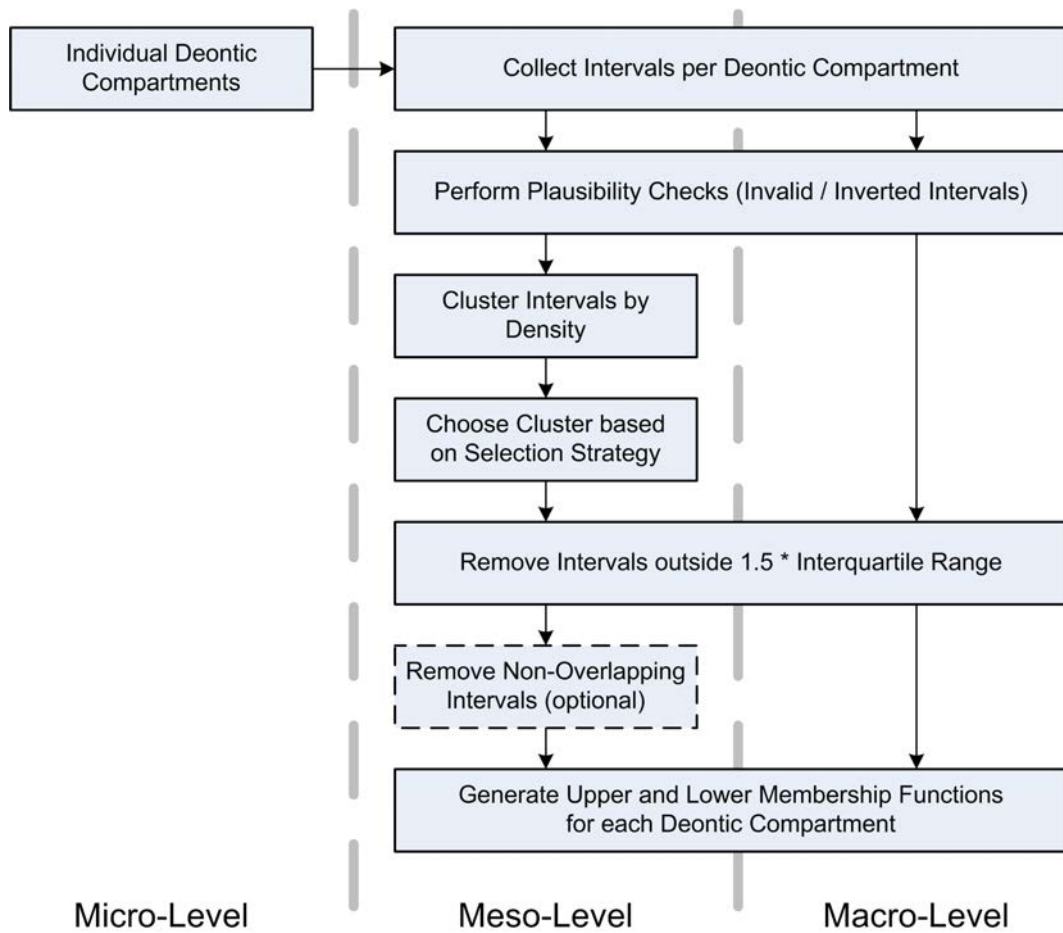 Individual Deontic
Compartments
Collect Intervals per Deontic Compartment
Perform Plausibility Checks (Invalid / Inverted Intervals)
Cluster Intervals by
Density
Choose Cluster based
on Selection Strategy
Remove Intervals outside 1.5 * Interquartile Range
Remove Non-Overlapping
Intervals (optional)
Generate Upper and Lower Membership Functions
for each Deontic Compartment
Micro-Level
Meso-Level
Macro-Level